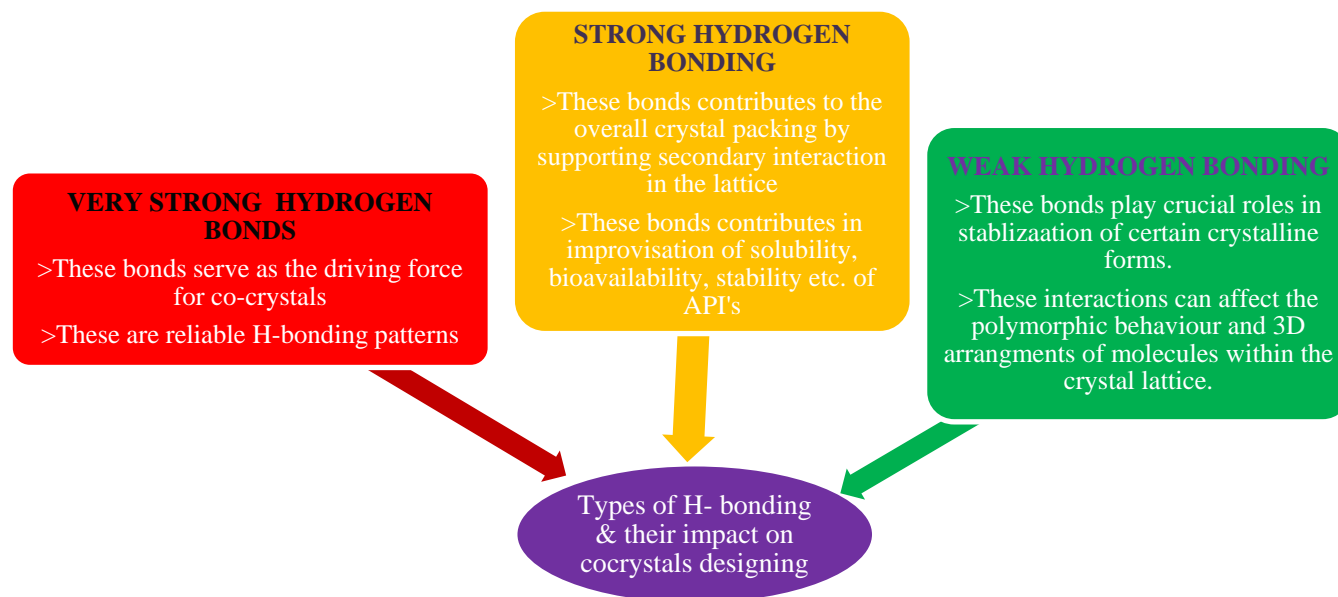 STRONG HYDROGEN
BONDING
>These bonds contributes to the
overall crystal packing by
supporting secondary interaction
in the lattice
>These bonds contributes in
improvisation of solubility,
bioavailability, stability etc. of
API's
VERY STRONG  HYDROGEN
BONDS
>These bonds serve as the driving force
for co-crystals
>These are reliable H-bonding patterns
WEAK HYDROGEN BONDING
>These bonds play crucial roles in
stablizaation of certain crystalline
forms.
>These interactions can affect the
polymorphic behaviour and 3D
arrangments of molecules within the
crystal lattice.
Types of H- bonding
& their impact on
cocrystals designing